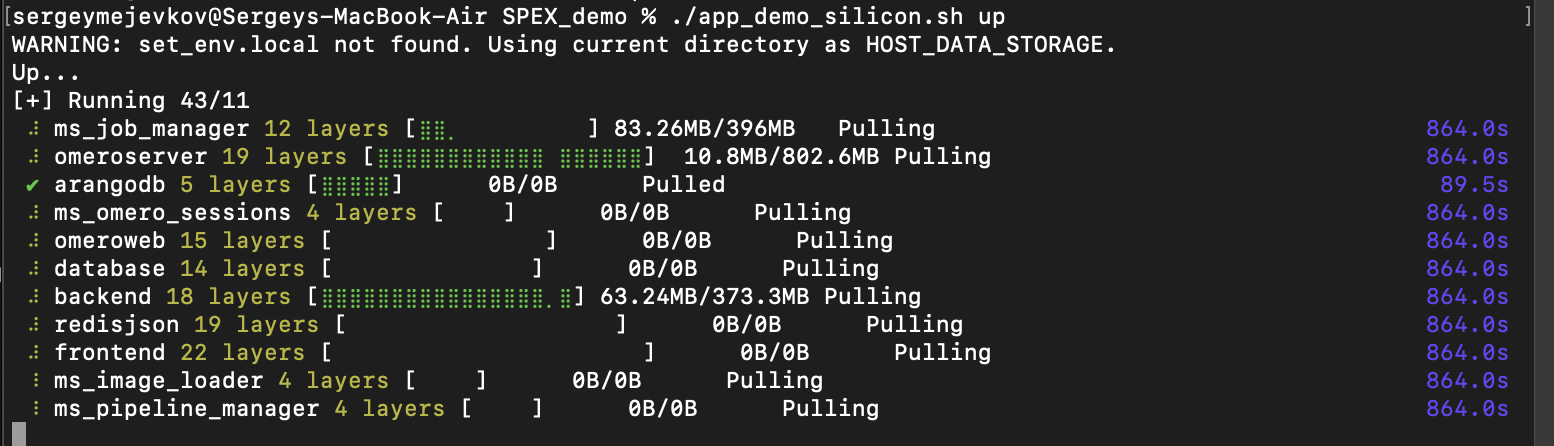 [sergeymejevkov@Sergeys-MacBook-Air SPEX_demo % ./app_demo_silicon.sh up ]
WARNING: set_env.local not found. Using current directory as HOST_DATA_STORAGE.
Up...
[+] Running 43/11
⠼ ms_job_manager 12 layers [⣿⣿⡀         ] 83.26MB/396MB   Pulling 864.0s
⠼ omeroserver 19 layers [⣿⣿⣿⣿⣿⣿⣿⣿⣿⣿⣿⣿ ⣿⣿⣿⣿⣿⣿]  10.8MB/802.6MB Pulling 864.0s
✔ arangodb 5 layers [⣿⣿⣿⣿⣿]      0B/0B      Pulled 89.5s
⠼ ms_omero_sessions 4 layers [    ]      0B/0B      Pulling 864.0s
⠼ omeroweb 15 layers [               ]      0B/0B      Pulling 864.0s
⠼ database 14 layers [              ]      0B/0B      Pulling 864.0s
⠼ backend 18 layers [⣿⣿⣿⣿⣿⣿⣿⣿⣿⣿⣿⣿⣿⣿⣿⣿⡀⣿] 63.24MB/373.3MB Pulling 864.0s
⠼ redisjson 19 layers [                   ]      0B/0B      Pulling 864.0s
⠼ frontend 22 layers [                      ]      0B/0B      Pulling 864.0s
⠸ ms_image_loader 4 layers [    ]      0B/0B      Pulling 864.0s
⠸ ms_pipeline_manager 4 layers [    ]      0B/0B      Pulling 864.0s